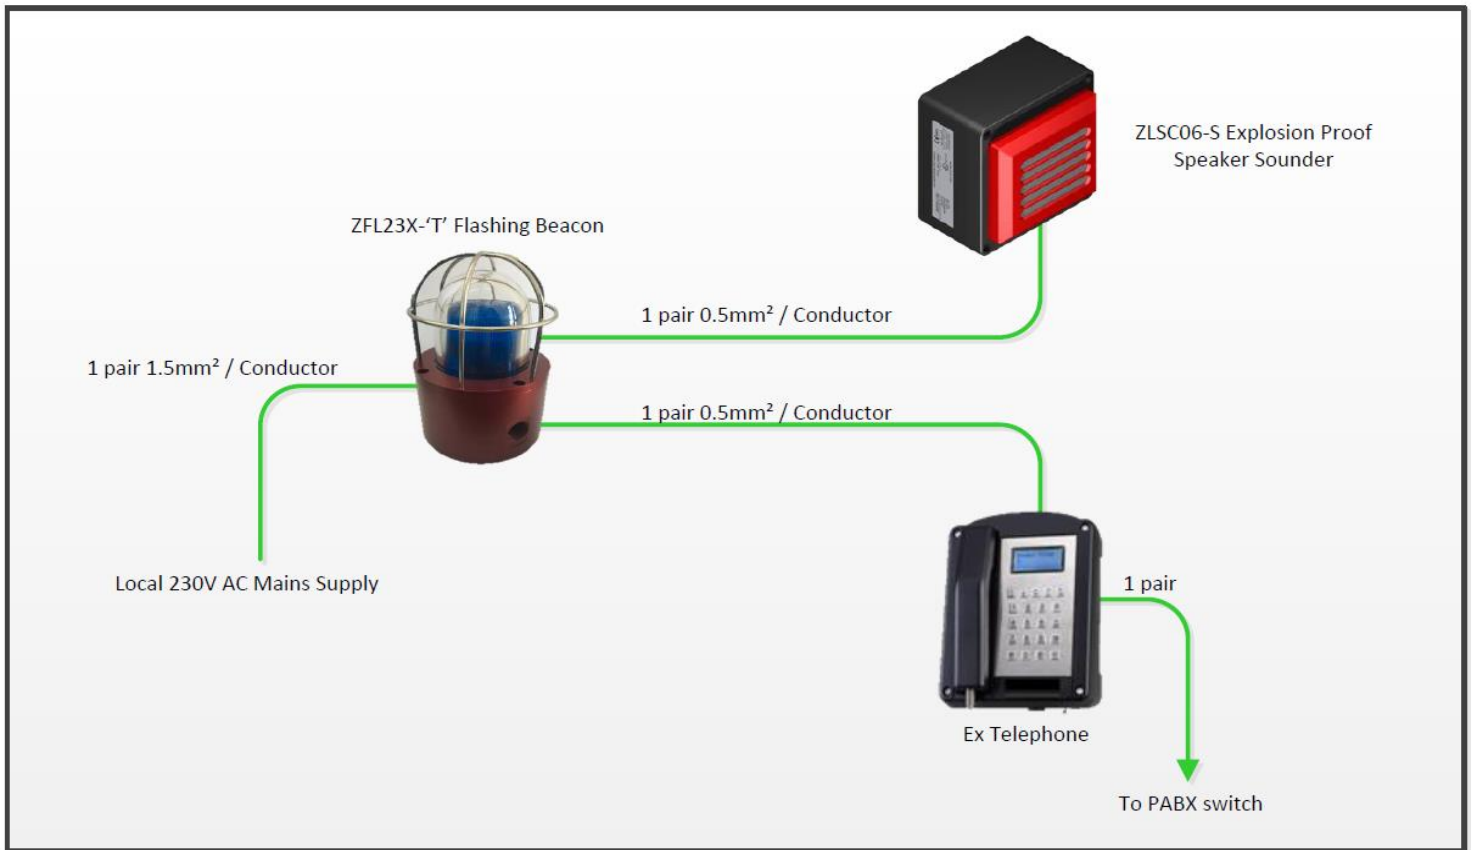 ZLSC06-S Explosion Proof
Speaker Sounder
ZFL23X-‘T’ Flashing Beacon
1 pair 0.5mm² / Conductor
1 pair 1.5mm² / Conductor
1 pair 0.5mm² / Conductor
Local 230V AC Mains Supply
1 pair
Ex Telephone
To PABX switch